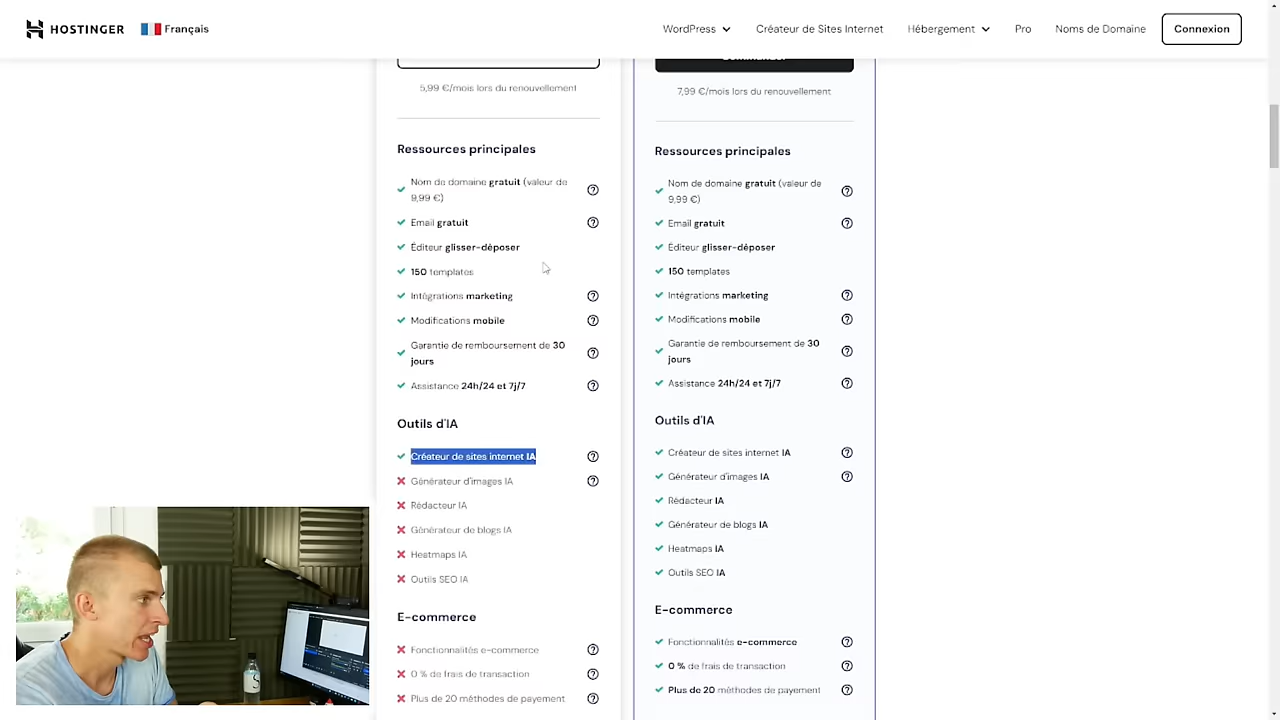 HOSTINGER
Français
WordPress
Créateur de Sites Internet
Hébergement
Pro
Noms de Domaine
Connexion
5,99 €/mois lors du renouvellement
Ressources principales
Nom de domaine gratuit (valeur de
9,99 €)
Email gratuit
Éditeur glisser-déposer
150 templates
Intégrations marketing
Modifications mobile
Garantie de remboursement de 30
jours
Assistance 24h/24 et 7j/7
Outils d'IA
Créateur de sites internet IA
Générateur d'images IA
Rédacteur IA
Générateur de blogs IA
Heatmaps IA
Outils SEO IA
E-commerce
Fonctionnalités e-commerce
0 % de frais de transaction
Plus de 20 méthodes de payement
7,99 €/mois lors du renouvellement
Ressources principales
Nom de domaine gratuit (valeur de
9,99 €)
Email gratuit
Éditeur glisser-déposer
150 templates
Intégrations marketing
Modifications mobile
Garantie de remboursement de 30
jours
Assistance 24h/24 et 7j/7
Outils d'IA
Créateur de sites internet IA
Générateur d'images IA
Rédacteur IA
Générateur de blogs IA
Heatmaps IA
Outils SEO IA
E-commerce
Fonctionnalités e-commerce
0 % de frais de transaction
Plus de 20 méthodes de payement